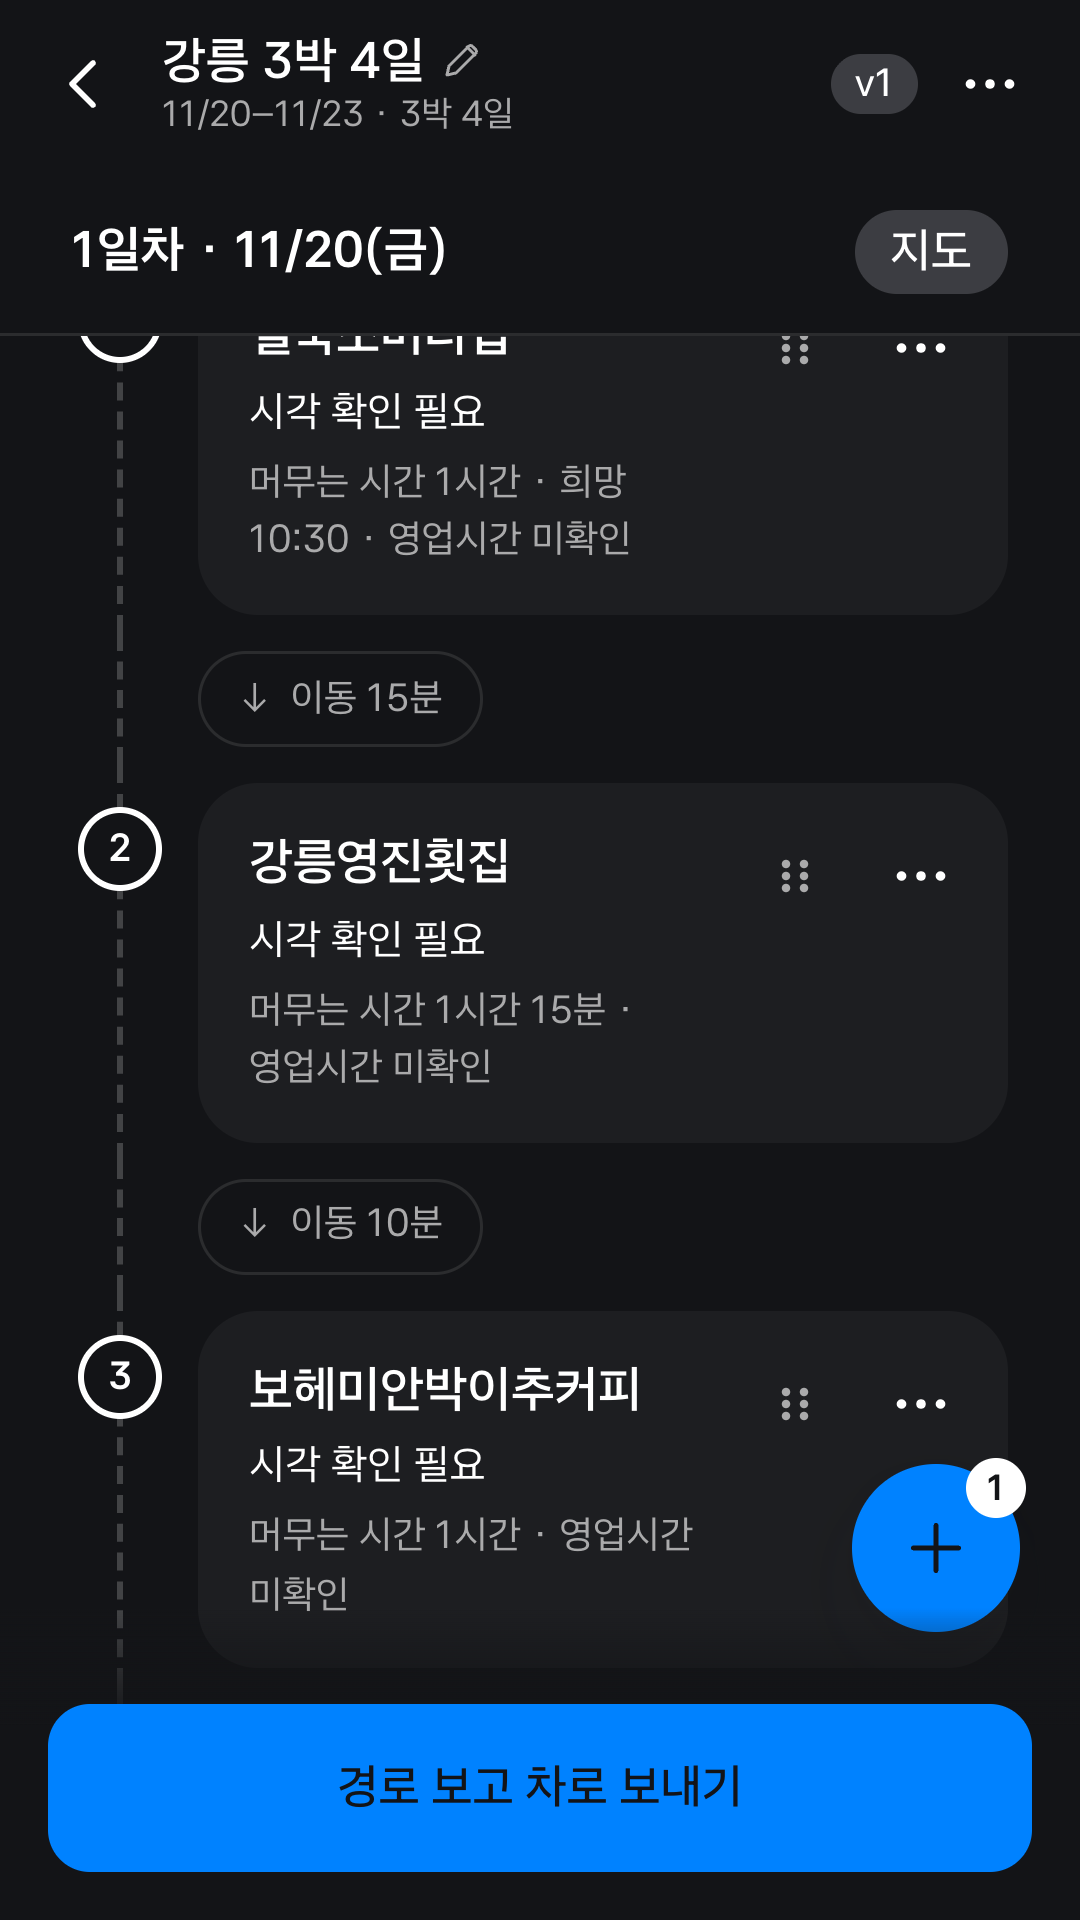 강릉 3박 4일
11/20–11/23 · 3박 4일
v1
1일차 · 11/20(금)
지도
시각 확인 필요
머무는 시간 1시간 · 희망
10:30 · 영업시간 미확인
↓ 이동 15분
2
강릉영진횟집
시각 확인 필요
머무는 시간 1시간 15분 ·
영업시간 미확인
↓ 이동 10분
3
보헤미안박이추커피
시각 확인 필요
머무는 시간 1시간 · 영업시간
미확인
1
경로 보고 차로 보내기